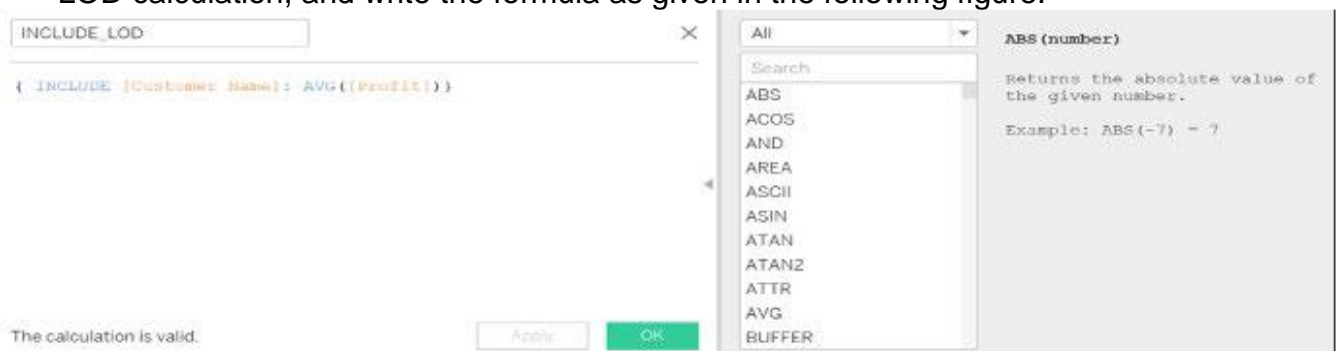 LOD calculation, and write the formula as given in the following figure.
INCLUDE_LOD
{ INCLUDE [Customer Name]: AVG([Profit])}
The calculation is valid.
Apply
OK
All
Search
ABS
ACOS
AND
AREA
ASCII
ASIN
ATAN
ATAN2
ATTR
AVG
BUFFER
ABS(number)
Returns the absolute value of
the given number.
Example: ABS(-7) = 7